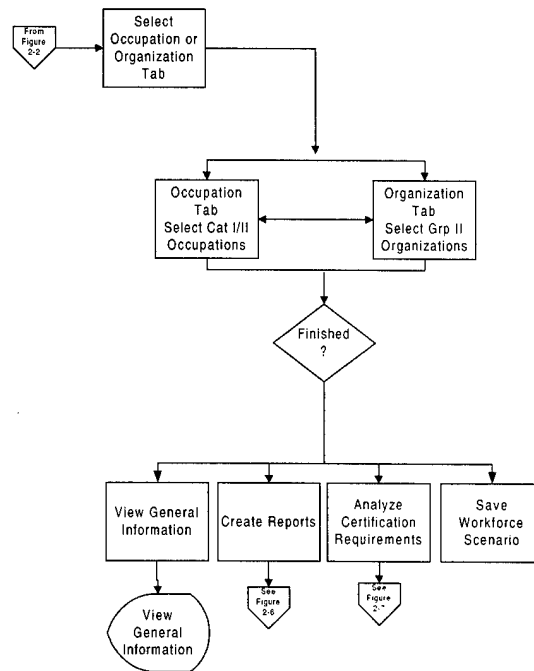 From
Figure
2-2
Select
Occupation or
Organization
Tab
Occupation
Tab
Select Cat I/II
Occupations
Organization
Tab
Select Grp II
Organizations
Finished
?
View General
Information
Create Reports
Analyze
Certification
Requirements
Save
Workforce
Scenario
View
General
Information
See
Figure
2-6
See
Figure
2-7